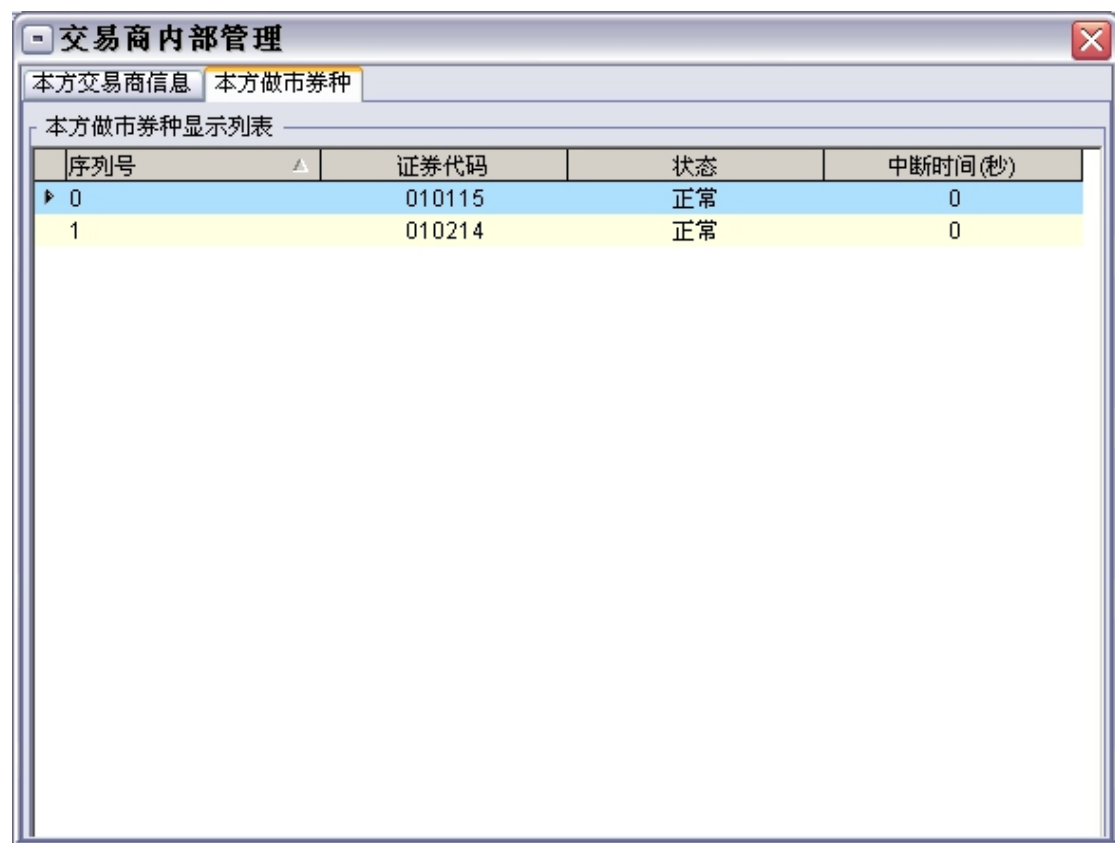 交易商内部管理
本方交易商信息 本方做市券种
本方做市券种显示列表
序列号 证券代码 状态 中断时间(秒)
0 010115 正常 0
1 010214 正常 0